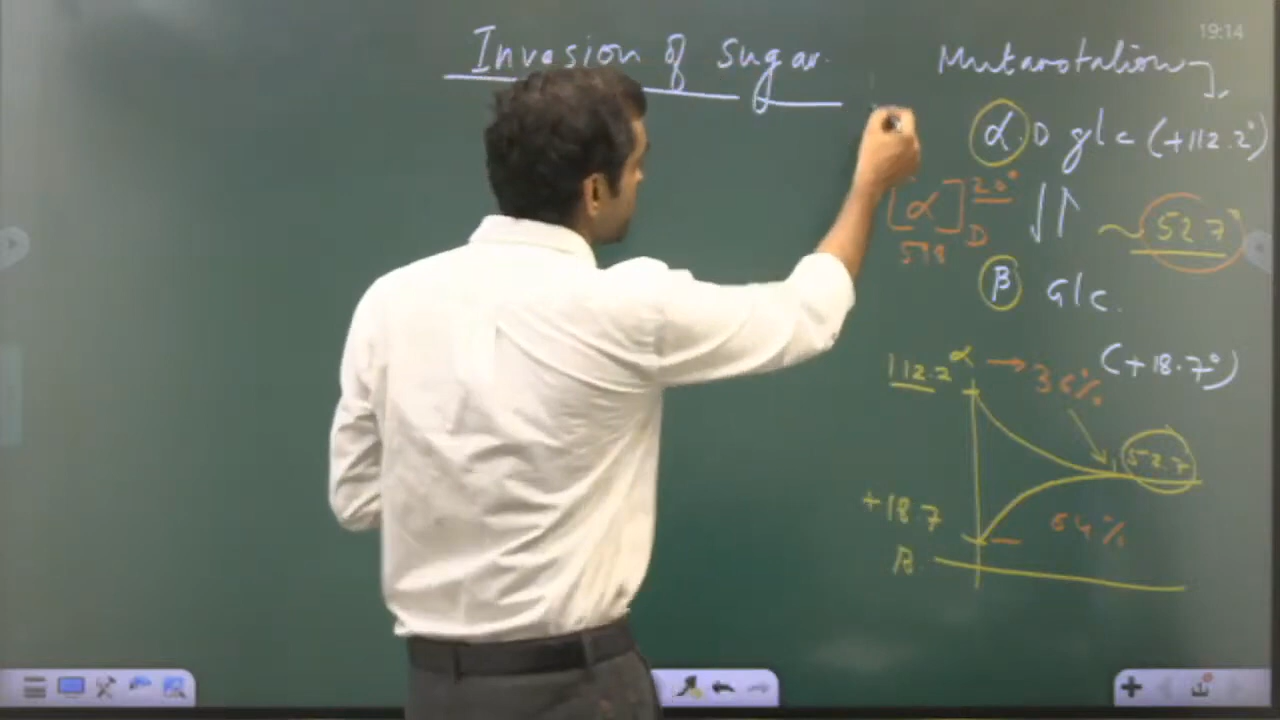 Invasion of Sugar.
19:14
Mutarotation
α D glc (+112.2°)
[α] 20° D
578
~ 52.7°
β Glc.
(+18.7°)
112.2 α → 36%
52.7
+18.7
64%
β